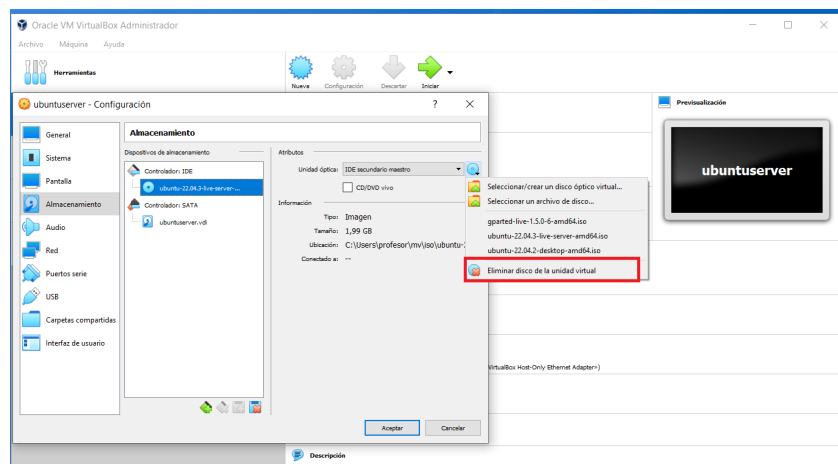 Oracle VM VirtualBox Administrador
Archivo Máquina Ayuda
Herramientas
Nueva Configuración Descartar Iniciar
ubuntuserver - Configuración ? ×
Previsualización
ubuntuserver
General
Sistema
Pantalla
Almacenamiento
Audio
Red
Puertos serie
USB
Carpetas compartidas
Interfaz de usuario
Almacenamiento
Dispositivos de almacenamiento
Controlador: IDE
ubuntu-22.04.3-live-server-...
Controlador: SATA
ubuntuserver.vdi
Atributos
Unidad óptica: IDE secundario maestro
CD/DVD vivo
Información
Tipo: Imagen
Tamaño: 1,99 GB
Ubicación: C:\Users\profesor\mv\iso\ubuntu-2
Conectado a: --
Seleccionar/crear un disco óptico virtual...
Seleccionar un archivo de disco...
gparted-live-1.5.0-6-amd64.iso
ubuntu-22.04.3-live-server-amd64.iso
ubuntu-22.04.2-desktop-amd64.iso
Eliminar disco de la unidad virtual
VirtualBox Host-Only Ethernet Adapter»)
Aceptar Cancelar
Descripción